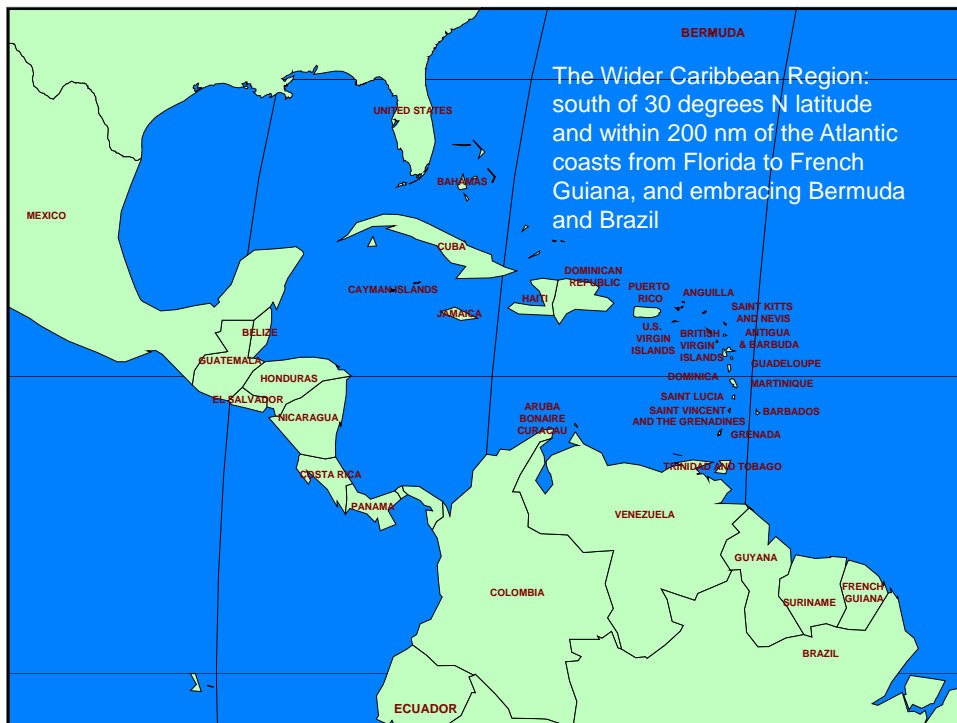 BERMUDA
The Wider Caribbean Region:
south of 30 degrees N latitude
and within 200 nm of the Atlantic
coasts from Florida to French
Guiana, and embracing Bermuda
and Brazil
UNITED STATES
BAHAMAS
MEXICO
CUBA
CAYMAN ISLANDS
HAITI
DOMINICAN
REPUBLIC
PUERTO
RICO
ANGUILLA
JAMAICA
SAINT KITTS
AND NEVIS
U.S.
VIRGIN
ISLANDS
BRITISH
VIRGIN
ISLANDS
ANTIGUA
& BARBUDA
BELIZE
GUATEMALA
GUADELOUPE
HONDURAS
DOMINICA
MARTINIQUE
EL SALVADOR
SAINT LUCIA
NICARAGUA
ARUBA
BONAIRE
CURACAU
SAINT VINCENT
AND THE GRENADINES
BARBADOS
GRENADA
COSTA RICA
TRINIDAD AND TOBAGO
PANAMA
VENEZUELA
GUYANA
COLOMBIA
SURINAME
FRENCH
GUIANA
BRAZIL
ECUADOR